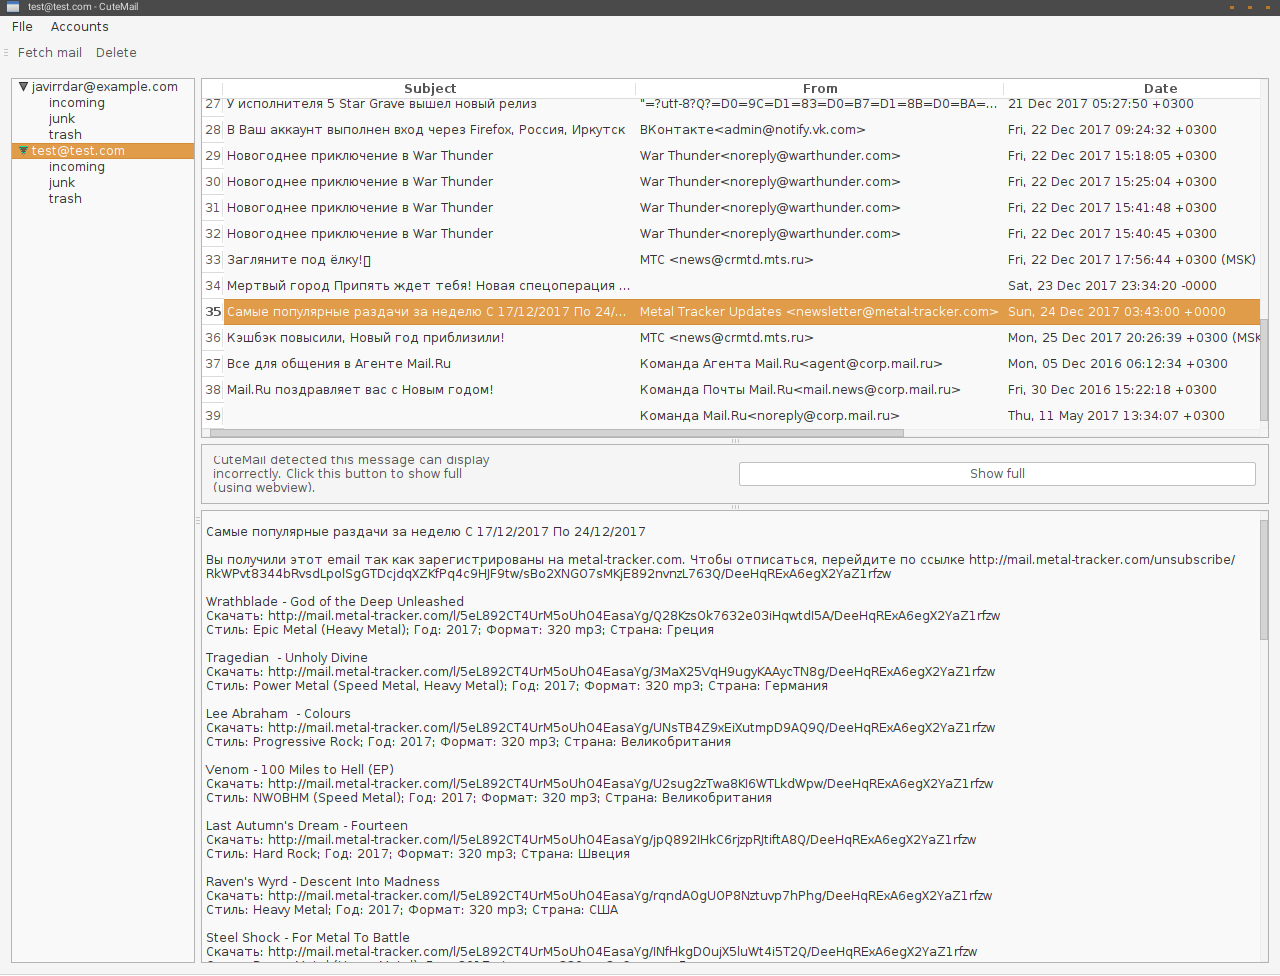 test@test.com - CuteMail
File Accounts
Fetch mail Delete
javirrdar@example.com
incoming
junk
trash
test@test.com
incoming
junk
trash
Subject From Date
27 У исполнителя 5 Star Grave вышел новый релиз "=?utf-8?Q?=D0=9C=D1=83=D0=B7=D1=8B=D0=BA=... 21 Dec 2017 05:27:50 +0300
28 В Ваш аккаунт выполнен вход через Firefox, Россия, Иркутск ВКонтакте<admin@notify.vk.com> Fri, 22 Dec 2017 09:24:32 +0300
29 Новогоднее приключение в War Thunder War Thunder<noreply@warthunder.com> Fri, 22 Dec 2017 15:18:05 +0300
30 Новогоднее приключение в War Thunder War Thunder<noreply@warthunder.com> Fri, 22 Dec 2017 15:25:04 +0300
31 Новогоднее приключение в War Thunder War Thunder<noreply@warthunder.com> Fri, 22 Dec 2017 15:41:48 +0300
32 Новогоднее приключение в War Thunder War Thunder<noreply@warthunder.com> Fri, 22 Dec 2017 15:40:45 +0300
33 Загляните под ёлку! МТС <news@crmtd.mts.ru> Fri, 22 Dec 2017 17:56:44 +0300 (MSK)
34 Мертвый город Припять ждет тебя! Новая спецоперация ... Sat, 23 Dec 2017 23:34:20 -0000
35 Самые популярные раздачи за неделю С 17/12/2017 По 24/... Metal Tracker Updates <newsletter@metal-tracker.com> Sun, 24 Dec 2017 03:43:00 +0000
36 Кэшбэк повысили, Новый год приблизили! МТС <news@crmtd.mts.ru> Mon, 25 Dec 2017 20:26:39 +0300 (MSK
37 Все для общения в Агенте Mail.Ru Команда Агента Mail.Ru<agent@corp.mail.ru> Mon, 05 Dec 2016 06:12:34 +0300
38 Mail.Ru поздравляет вас с Новым годом! Команда Почты Mail.Ru<mail.news@corp.mail.ru> Fri, 30 Dec 2016 15:22:18 +0300
39 Команда Mail.Ru<noreply@corp.mail.ru> Thu, 11 May 2017 13:34:07 +0300
CuteMail detected this message can display
incorrectly. Click this button to show full
(using webview).
Show full
Самые популярные раздачи за неделю С 17/12/2017 По 24/12/2017
Вы получили этот email так как зарегистрированы на metal-tracker.com. Чтобы отписаться, перейдите по ссылке http://mail.metal-tracker.com/unsubscribe/
RkWPvt8344bRvsdLpolSgGTDcjdqXZKfPq4c9HJF9tw/sBo2XNGO7sMKjE892nvnzL763Q/DeeHqRExA6egX2YaZ1rfzw
Wrathblade - God of the Deep Unleashed
Скачать: http://mail.metal-tracker.com/l/5eL892CT4UrM5oUhO4EasaYg/Q28KzsOk7632e03iHqwtdl5A/DeeHqRExA6egX2YaZ1rfzw
Стиль: Epic Metal (Heavy Metal); Год: 2017; Формат: 320 mp3; Страна: Греция
Tragedian  - Unholy Divine
Скачать: http://mail.metal-tracker.com/l/5eL892CT4UrM5oUhO4EasaYg/3MaX25VqH9ugyKAAycTN8g/DeeHqRExA6egX2YaZ1rfzw
Стиль: Power Metal (Speed Metal, Heavy Metal); Год: 2017; Формат: 320 mp3; Страна: Германия
Lee Abraham  - Colours
Скачать: http://mail.metal-tracker.com/l/5eL892CT4UrM5oUhO4EasaYg/UNsTB4Z9xEiXutmpD9AQ9Q/DeeHqRExA6egX2YaZ1rfzw
Стиль: Progressive Rock; Год: 2017; Формат: 320 mp3; Страна: Великобритания
Venom - 100 Miles to Hell (EP)
Скачать: http://mail.metal-tracker.com/l/5eL892CT4UrM5oUhO4EasaYg/U2sug2zTwa8Kl6WTLkdWpw/DeeHqRExA6egX2YaZ1rfzw
Стиль: NWOBHM (Speed Metal); Год: 2017; Формат: 320 mp3; Страна: Великобритания
Last Autumn's Dream - Fourteen
Скачать: http://mail.metal-tracker.com/l/5eL892CT4UrM5oUhO4EasaYg/jpQ892IHkC6rjzpRJtiftA8Q/DeeHqRExA6egX2YaZ1rfzw
Стиль: Hard Rock; Год: 2017; Формат: 320 mp3; Страна: Швеция
Raven's Wyrd - Descent Into Madness
Скачать: http://mail.metal-tracker.com/l/5eL892CT4UrM5oUhO4EasaYg/rqndAOgUOP8Nztuvp7hPhg/DeeHqRExA6egX2YaZ1rfzw
Стиль: Heavy Metal; Год: 2017; Формат: 320 mp3; Страна: США
Steel Shock - For Metal To Battle
Скачать: http://mail.metal-tracker.com/l/5eL892CT4UrM5oUhO4EasaYg/INfHkgDOujX5luWt4i5T2Q/DeeHqRExA6egX2YaZ1rfzw